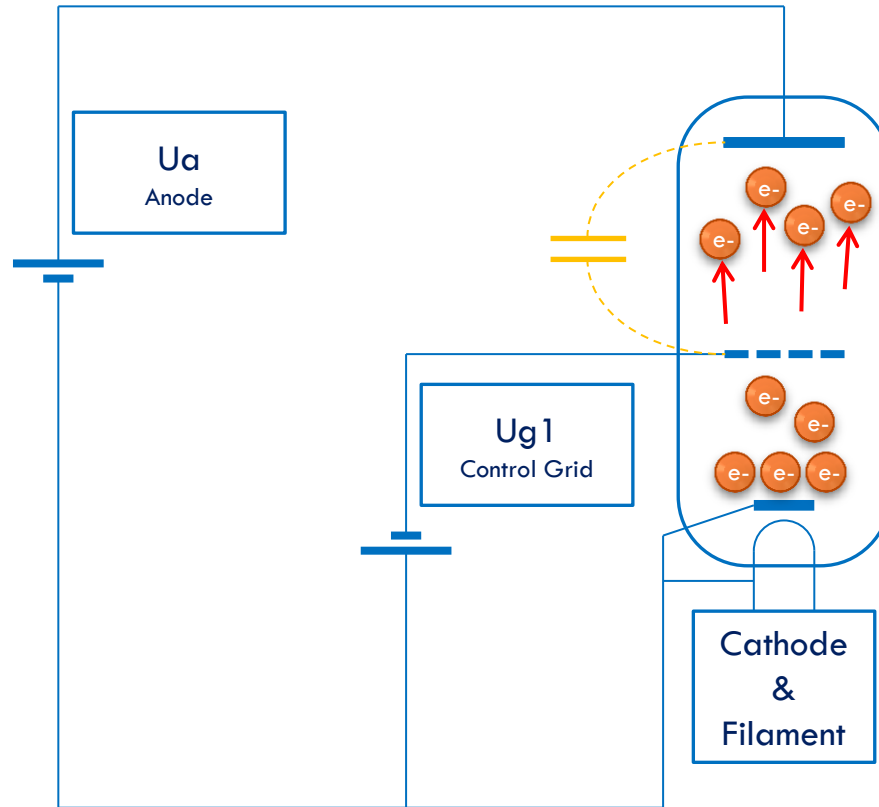 Ua
Anode
e-
e-
e-
e-
Ug1
Control Grid
e-
e-
e- e- e-
Cathode
&
Filament